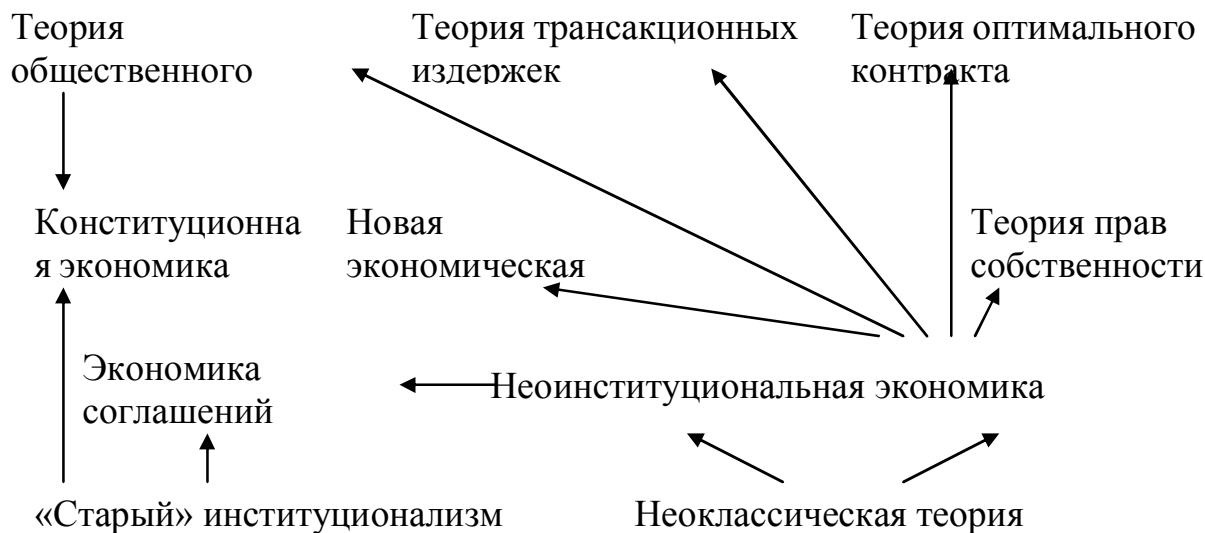 Теория
общественного
Теория трансакционных
издержек
Теория оптимального
контракта
Конституционна
я экономика
Новая
экономическая
Теория прав
собственности
Экономика
соглашений
Неоинституциональная экономика
«Старый» институционализм
Неоклассическая теория